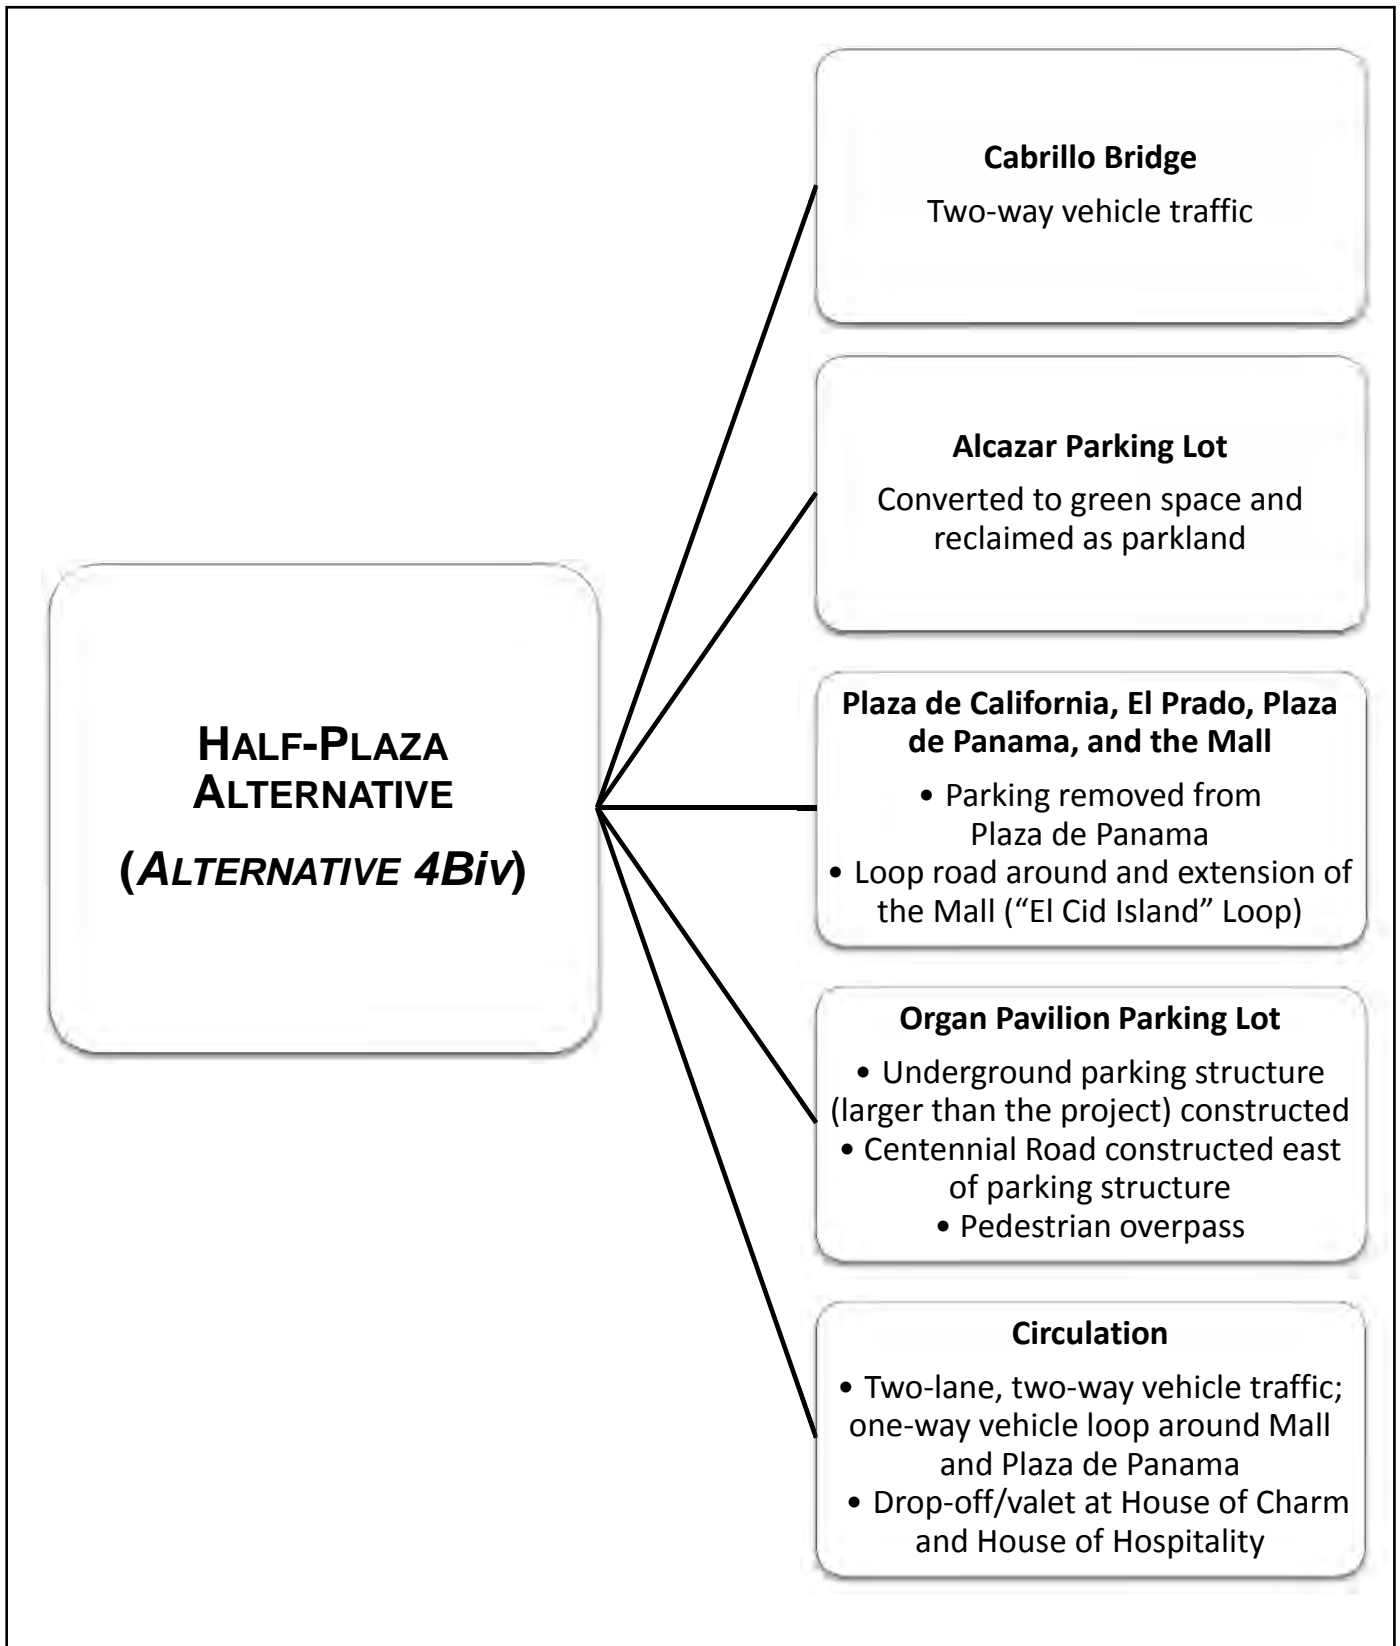 HALF-PLAZA
ALTERNATIVE
(ALTERNATIVE 4Biv)
Cabrillo Bridge
Two-way vehicle traffic
Alcazar Parking Lot
Converted to green space and
reclaimed as parkland
Plaza de California, El Prado, Plaza
de Panama, and the Mall
• Parking removed from
Plaza de Panama
• Loop road around and extension of
the Mall (“El Cid Island” Loop)
Organ Pavilion Parking Lot
• Underground parking structure
(larger than the project) constructed
• Centennial Road constructed east
of parking structure
• Pedestrian overpass
Circulation
• Two-lane, two-way vehicle traffic;
one-way vehicle loop around Mall
and Plaza de Panama
• Drop-off/valet at House of Charm
and House of Hospitality